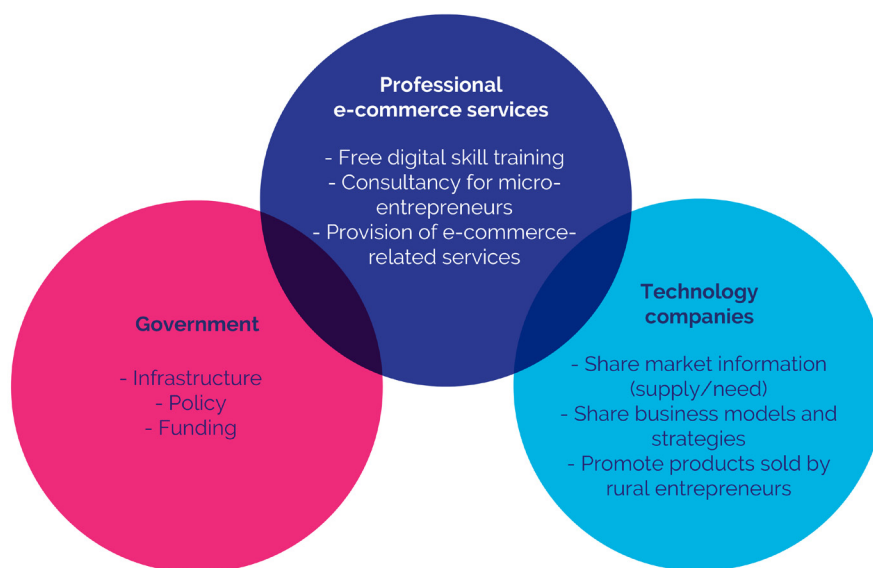 Professional
e-commerce services
- Free digital skill training
- Consultancy for micro-
entrepreneurs
- Provision of e-commerce-
related services
Government
- Infrastructure
- Policy
- Funding
Technology
companies
- Share market information
(supply/need)
- Share business models and
strategies
- Promote products sold by
rural entrepreneurs